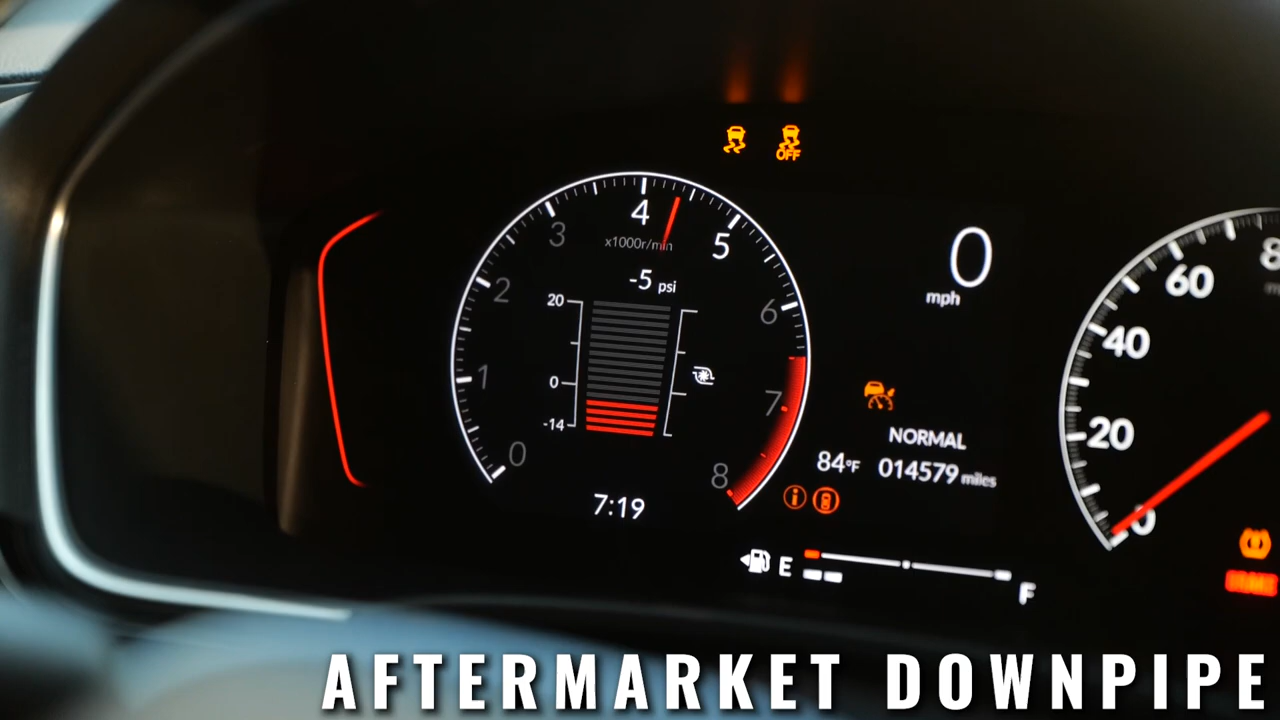 OFF
4
3
5
x1000r/min
2
-5 psi
6
20
1
0
7
-14
0
8
7:19
0
mph
NORMAL
84°F 014579 miles
E
F
60
8
40
20
0
AFTERMARKET DOWNPIPE